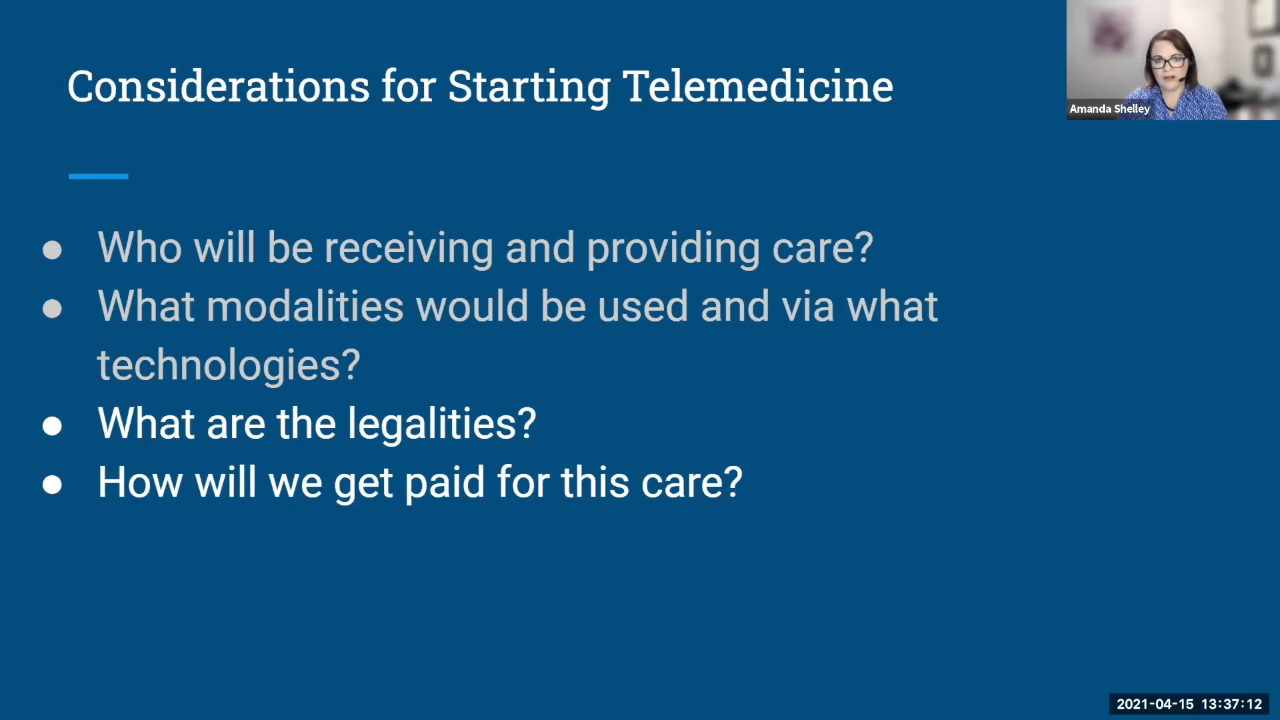 Considerations for Starting Telemedicine
Amanda Shelley
● Who will be receiving and providing care?
● What modalities would be used and via what
technologies?
● What are the legalities?
● How will we get paid for this care?
2021-04-15 13:37:12